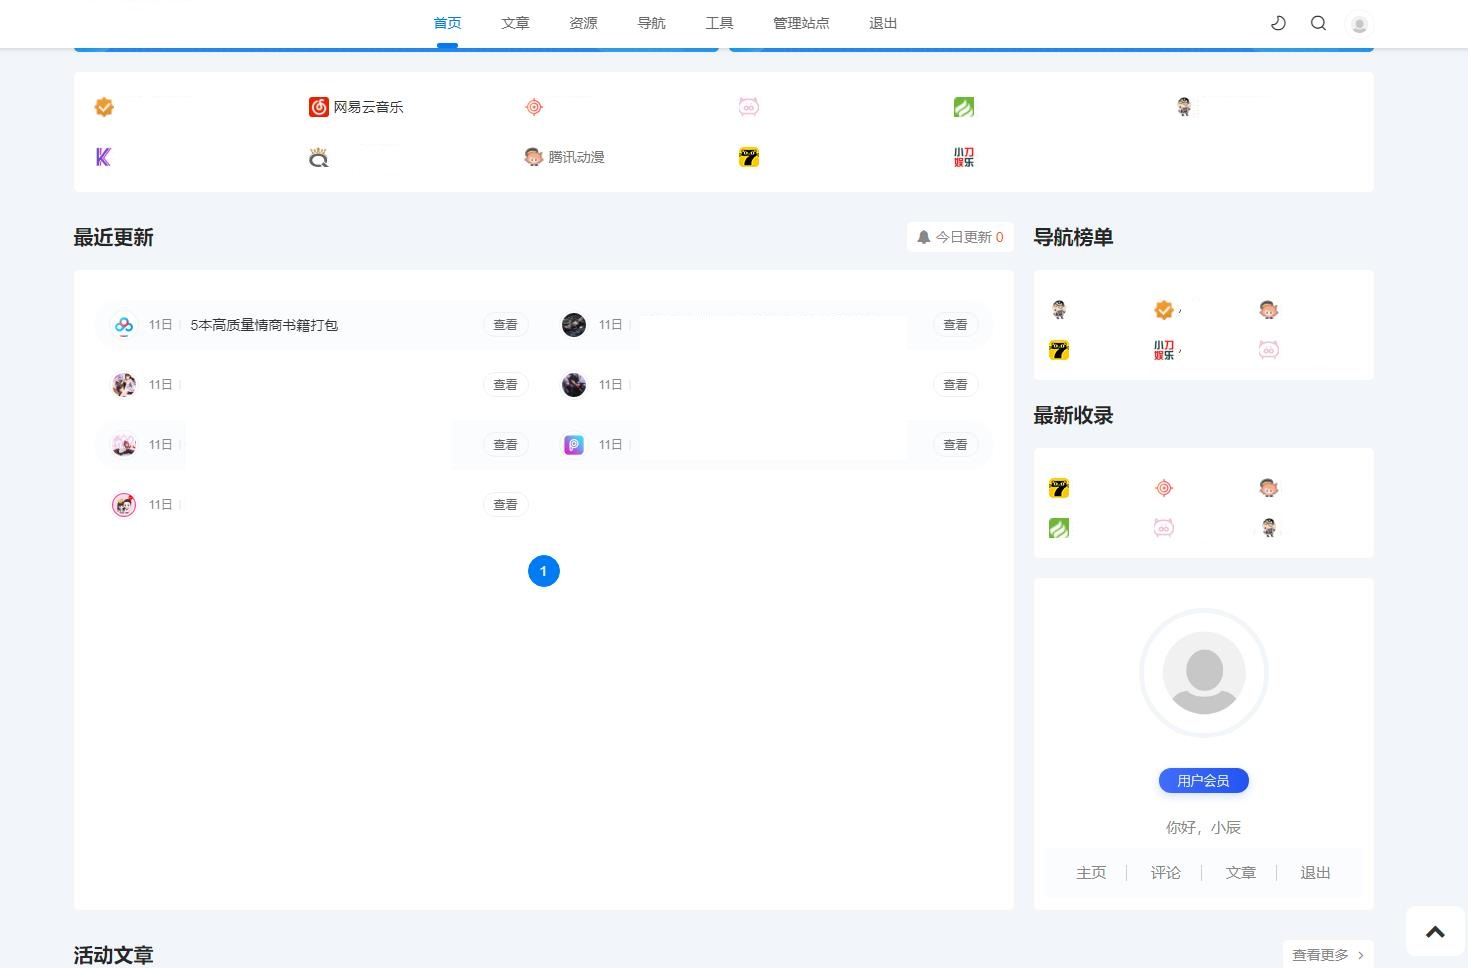 首页 文章 资源 导航 工具 管理站点 退出
网易云音乐
腾讯动漫
小刀娱乐
最近更新
今日更新 0
11日 5本高质量情商书籍打包 查看
11日 查看
11日 查看
11日 查看
11日 查看
11日 查看
11日 查看
1
导航榜单
小刀娱乐
最新收录
用户会员
你好，小辰
主页 评论 文章 退出
活动文章
查看更多 >